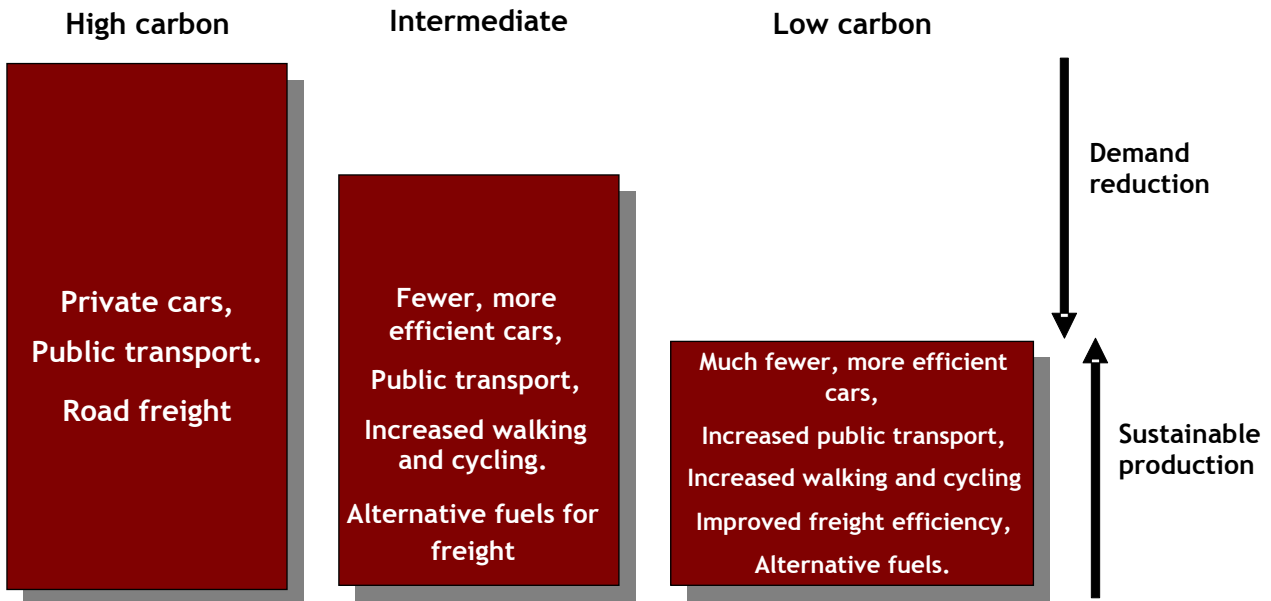 High carbon
Intermediate
Low carbon
Private cars,
Public transport.
Road freight
Fewer, more
efficient cars,
Public transport,
Increased walking
and cycling.
Alternative fuels for
freight
Much fewer, more efficient
cars,
Increased public transport,
Increased walking and cycling
Improved freight efficiency,
Alternative fuels.
Demand
reduction
Sustainable
production